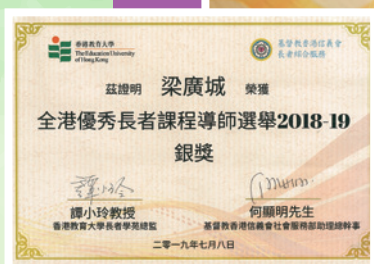 香港教育大學
The Education University
of Hong Kong
基督教香港信義會
長者綜合服務
茲證明 梁廣城 榮獲
全港優秀長者課程導師選舉2018-19
銀獎
譚小玲教授
香港教育大學長者學苑總監
何顯明先生
基督教香港信義會社會服務部助理總幹事
二零一九年七月八日